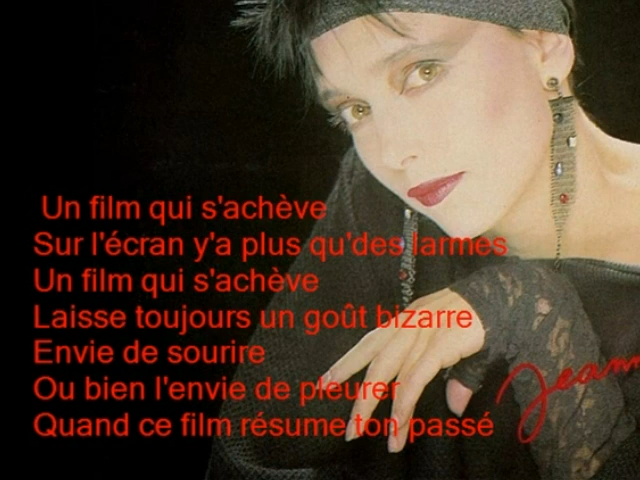 Un film qui s'achève
Sur l'écran y'a plus qu'des larmes
Un film qui s'achève
Laisse toujours un goût bizarre
Envie de sourire
Ou bien l'envie de pleurer
Quand ce film résume ton passé